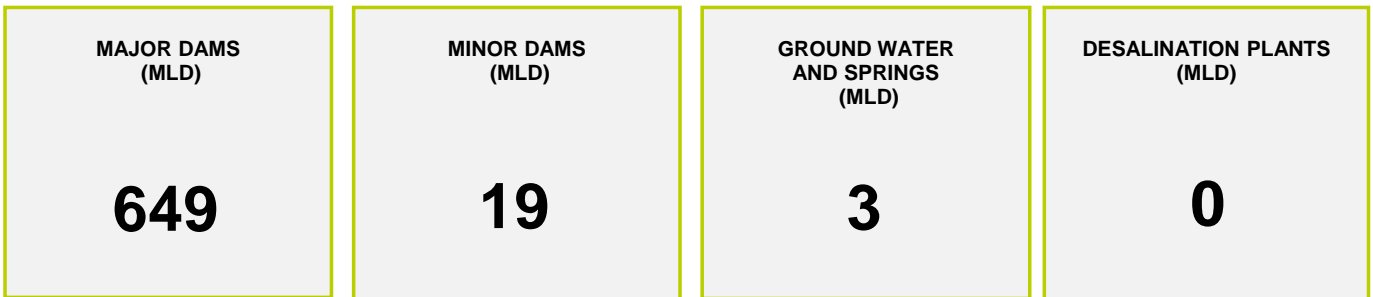 MAJOR DAMS
(MLD)
649
MINOR DAMS
(MLD)
19
GROUND WATER
AND SPRINGS
(MLD)
3
DESALINATION PLANTS
(MLD)
0